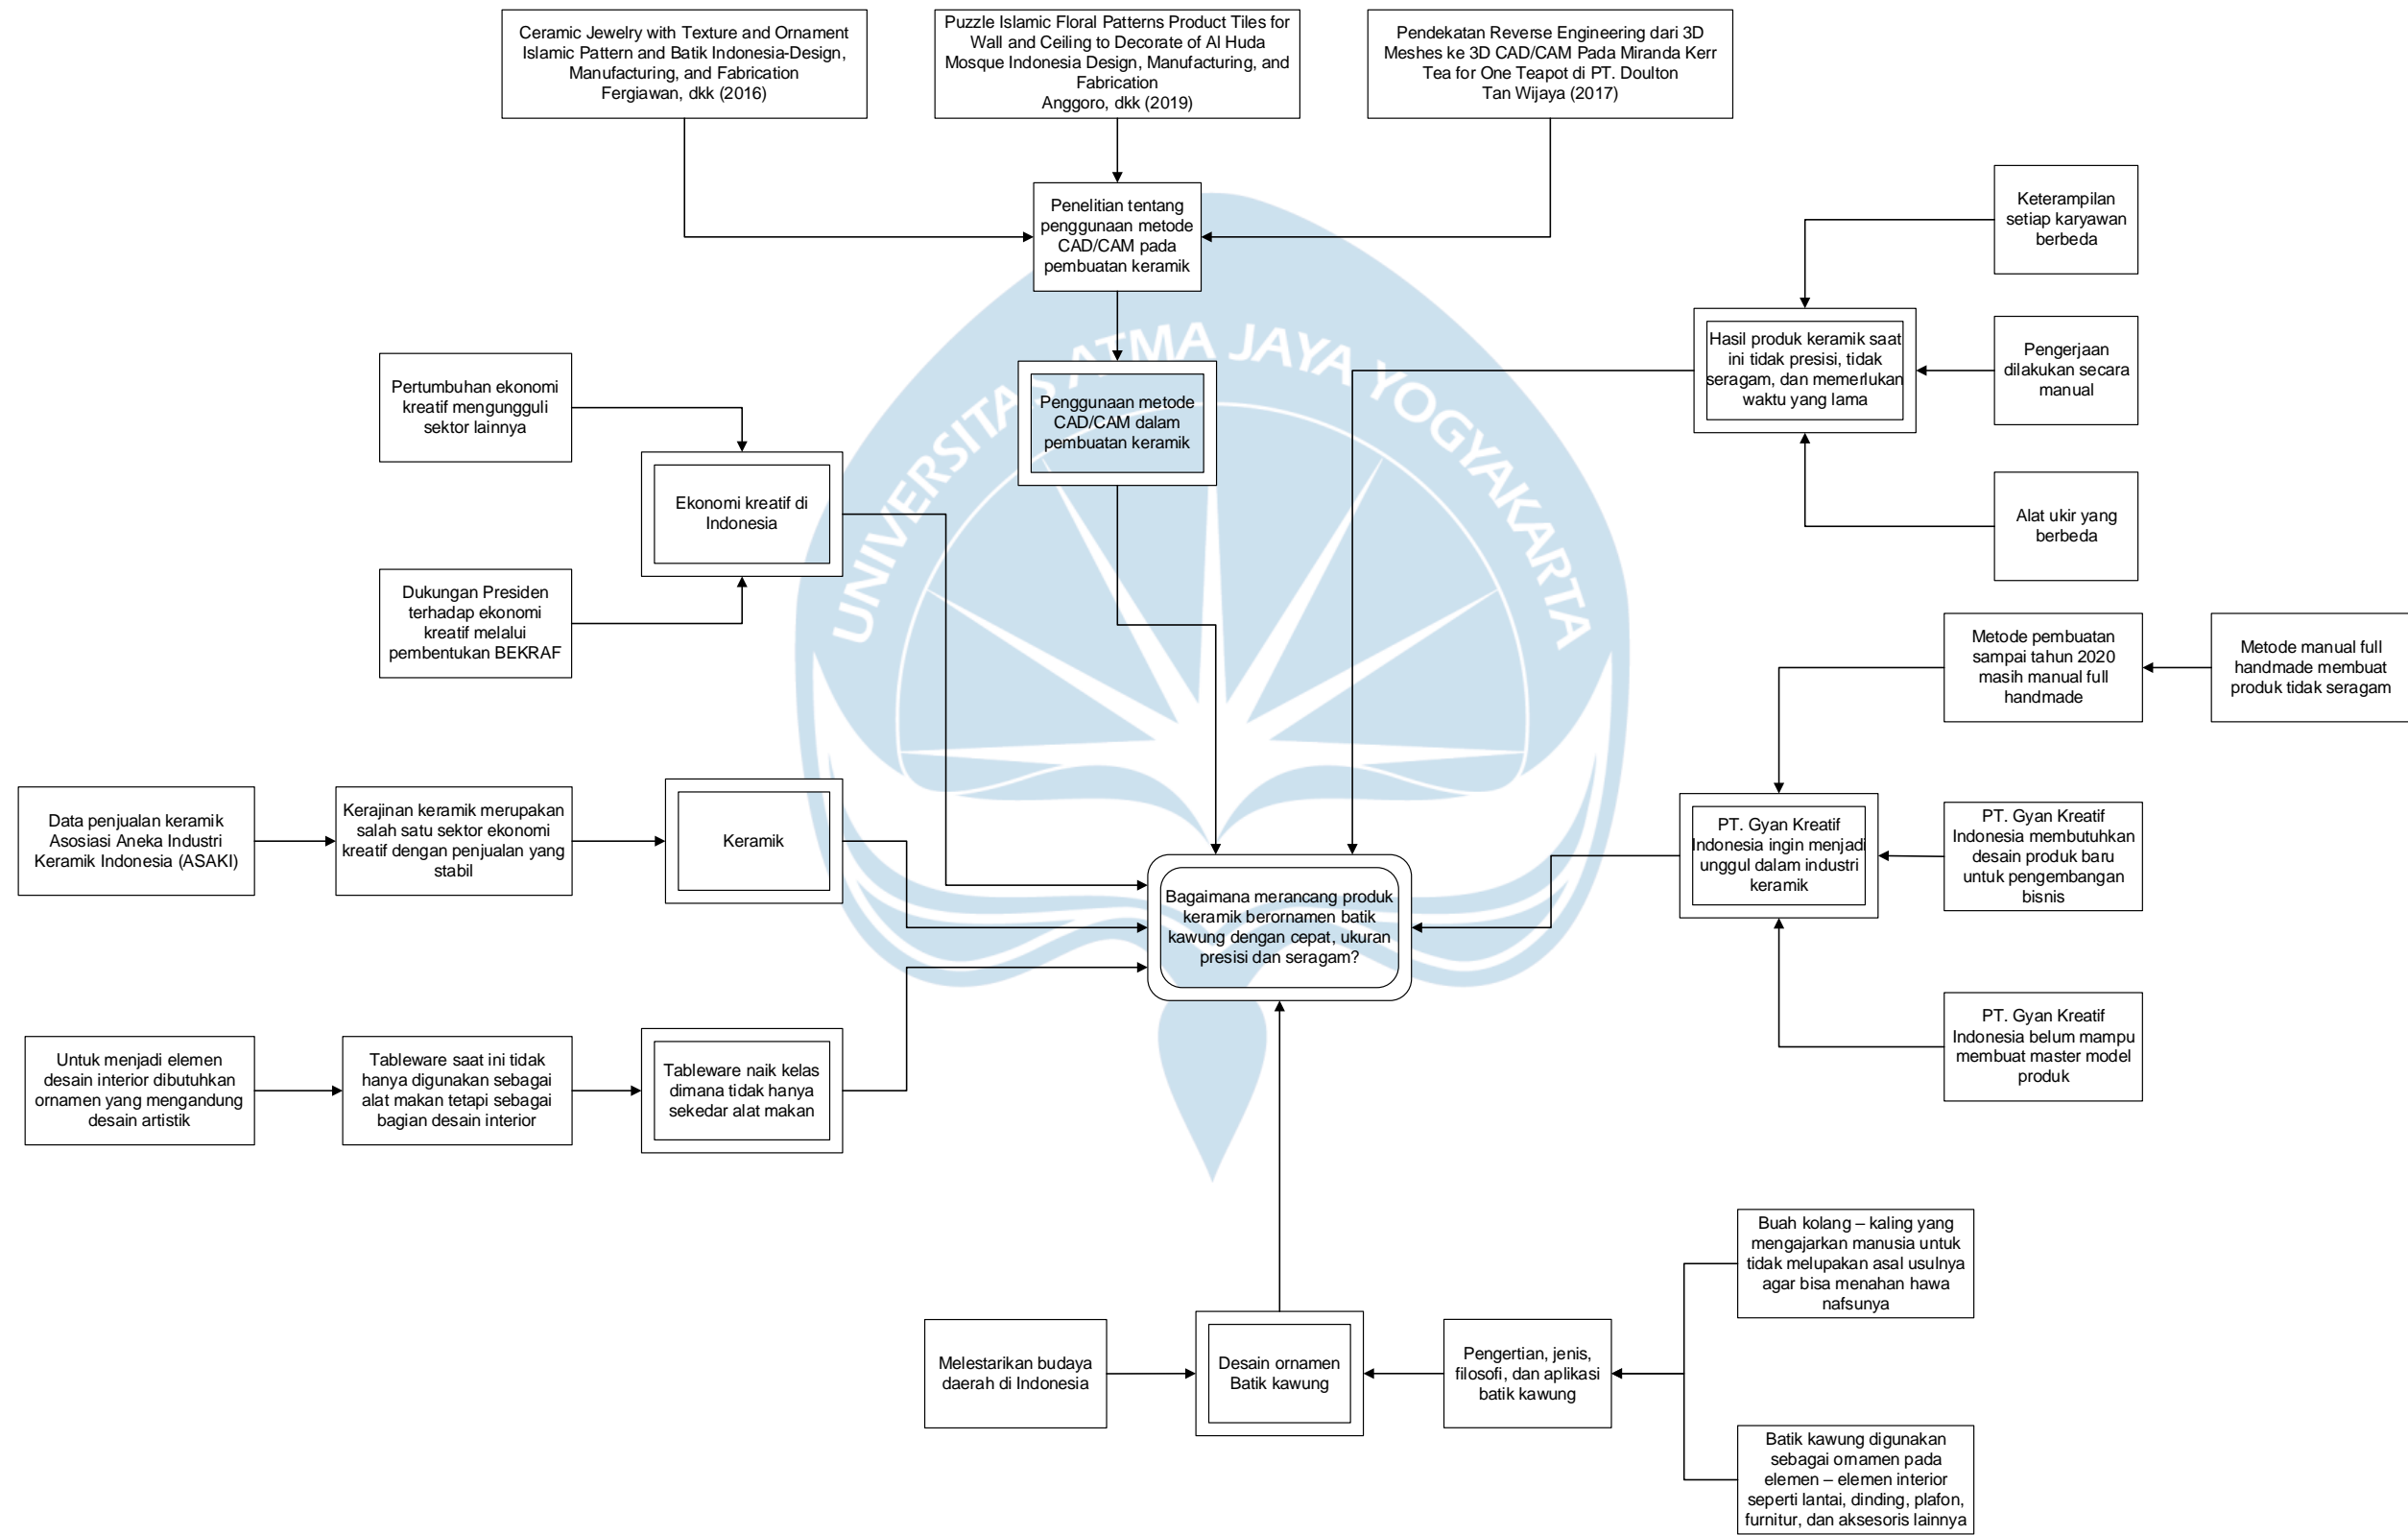 Ceramic Jewelry with Texture and Ornament
Islamic Pattern and Batik Indonesia-Design,
Manufacturing, and Fabrication
Fergiawan, dkk (2016)
Puzzle Islamic Floral Patterns Product Tiles for
Wall and Ceiling to Decorate of Al Huda
Mosque Indonesia Design, Manufacturing, and
Fabrication
Anggoro, dkk (2019)
Pendekatan Reverse Engineering dari 3D
Meshes ke 3D CAD/CAM Pada Miranda Kerr
Tea for One Teapot di PT. Doulton
Tan Wijaya (2017)
Penelitian tentang
penggunaan metode
CAD/CAM pada
pembuatan keramik
Keterampilan
setiap karyawan
berbeda
Hasil produk keramik saat
ini tidak presisi, tidak
seragam, dan memerlukan
waktu yang lama
Pengerjaan
dilakukan secara
manual
Alat ukir yang
berbeda
UNIVERSITAS ATMA JAYA YOGYAKARTA
Penggunaan metode
CAD/CAM dalam
pembuatan keramik
Pertumbuhan ekonomi
kreatif mengungguli
sektor lainnya
Ekonomi kreatif di
Indonesia
Dukungan Presiden
terhadap ekonomi
kreatif melalui
pembentukan BEKRAF
Metode pembuatan
sampai tahun 2020
masih manual full
handmade
Metode manual full
handmade membuat
produk tidak seragam
Data penjualan keramik
Asosiasi Aneka Industri
Keramik Indonesia (ASAKI)
Kerajinan keramik merupakan
salah satu sektor ekonomi
kreatif dengan penjualan yang
stabil
Keramik
PT. Gyan Kreatif
Indonesia ingin menjadi
unggul dalam industri
keramik
PT. Gyan Kreatif
Indonesia membutuhkan
desain produk baru
untuk pengembangan
bisnis
Bagaimana merancang produk
keramik berornamen batik
kawung dengan cepat, ukuran
presisi dan seragam?
PT. Gyan Kreatif
Indonesia belum mampu
membuat master model
produk
Untuk menjadi elemen
desain interior dibutuhkan
ornamen yang mengandung
desain artistik
Tableware saat ini tidak
hanya digunakan sebagai
alat makan tetapi sebagai
bagian desain interior
Tableware naik kelas
dimana tidak hanya
sekedar alat makan
Buah kolang – kaling yang
mengajarkan manusia untuk
tidak melupakan asal usulnya
agar bisa menahan hawa
nafsunya
Melestarikan budaya
daerah di Indonesia
Desain ornamen
Batik kawung
Pengertian, jenis,
filosofi, dan aplikasi
batik kawung
Batik kawung digunakan
sebagai ornamen pada
elemen – elemen interior
seperti lantai, dinding, plafon,
furnitur, dan aksesoris lainnya